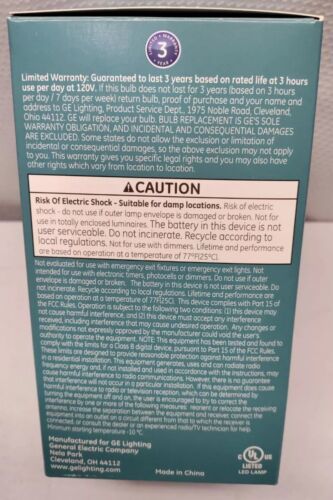 LIMITED • WARRANTY
3
YEARS
Limited Warranty: Guaranteed to last 3 years based on rated life at 3 hours
use per day at 120V. If this bulb does not last for 3 years (based on 3 hours
per day / 7 days per week) return bulb, proof of purchase and your name and
address to GE Lighting, Product Service Dept., 1975 Noble Road, Cleveland,
Ohio 44112. GE will replace your bulb. BULB REPLACEMENT IS GE'S SOLE
WARRANTY OBLIGATION, AND INCIDENTAL AND CONSEQUENTIAL DAMAGES
ARE EXCLUDED. Some states do not allow the exclusion or limitation of
incidental or consequential damages, so the above exclusion may not apply
to you. This warranty gives you specific legal rights and you may also have
other rights which vary from location to location.
⚠CAUTION
Risk Of Electric Shock – Suitable for damp locations. Risk of electric
shock - do not use if outer lamp envelope is damaged or broken. Not for
use in totally enclosed luminaires. The battery in this device is not
user serviceable. Do not incinerate. Recycle according to
local regulations. Not for use with dimmers. Lifetime and performance
are based on operation at a temperature of 77°F(25°C).
Not evaluated for use with emergency exit fixtures or emergency exit lights. Not
intended for use with electronic timers, photocells or dimmers. Do not use if outer
lamp envelope is damaged. The battery in this device is not user serviceable. Do
not incinerate. Recycle according to local regulations. Lifetime and performance are
based on operation at a temperature of 77°F(25°C). This device complies with Part 15 of
the FCC Rules. Operation is subject to the following two conditions: (1) this device may
not cause harmful interference, and (2) this device must accept any interference
received, including interference that may cause undesired operation. Any changes or
modifications not expressly approved by the manufacturer could void the user's
authority to operate the equipment. NOTE: This equipment has been tested and found to
comply with the limits for a Class B digital device, pursuant to Part 15 of the FCC Rules.
These limits are designed to provide reasonable protection against harmful interference
in a residential installation. This equipment generates, uses and can radiate radio
frequency energy and, if not installed and used in accordance with the instructions, may
cause harmful interference to radio communications. However, there is no guarantee
that interference will not occur in a particular installation. If this equipment does cause
harmful interference to radio or television reception, which can be determined by
turning the equipment off and on, the user is encouraged to try to correct the
interference by one or more of the following measures: reorient or relocate the receiving
antenna, increase the separation between the equipment and receiver, connect the
equipment into an outlet on a circuit different from that to which the receiver is
connected, or consult the dealer or an experienced radio/TV technician for help.
Minimum starting temperature -10 °C.
Manufactured for GE Lighting
General Electric Company
Nela Park
Cleveland, OH 44112
www.gelighting.com
Made in China
UL
LISTED
LED LAMP